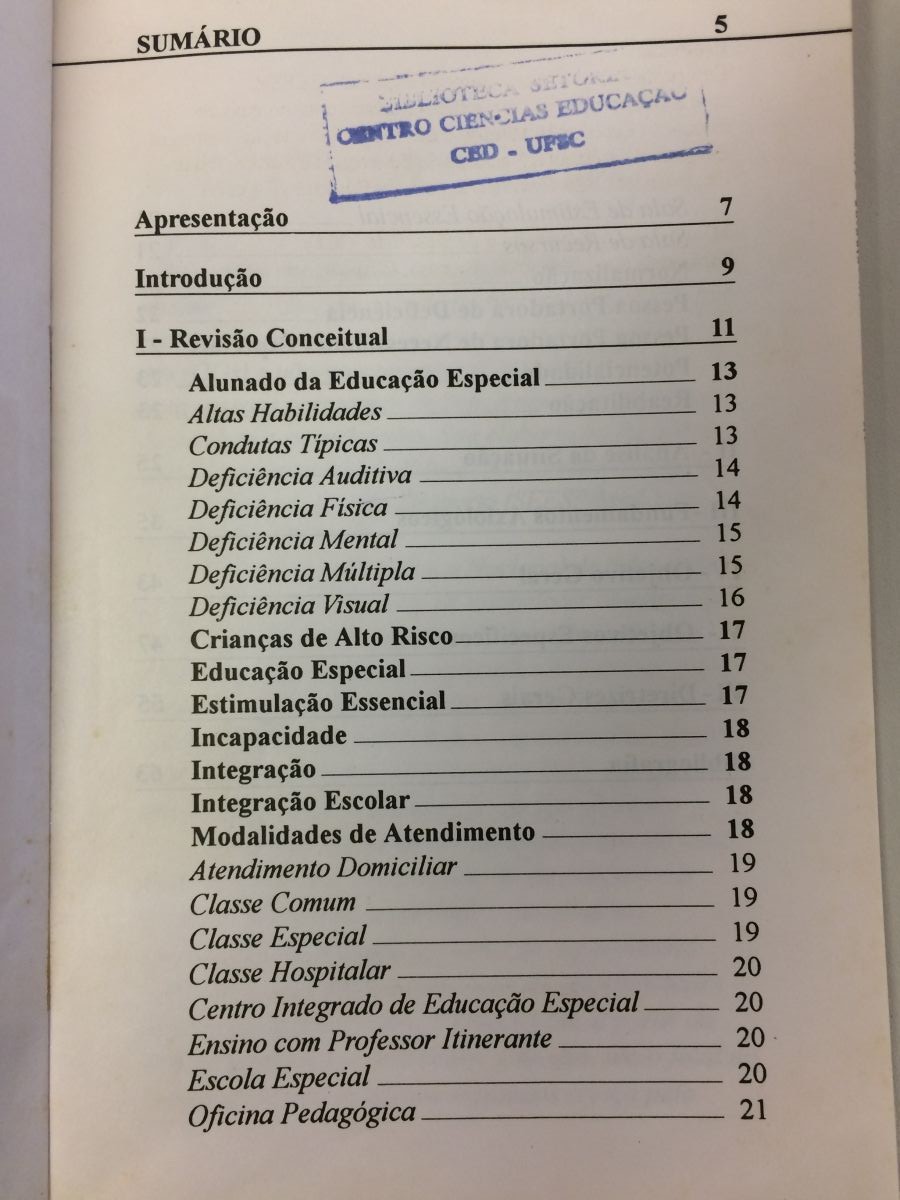 SUMÁRIO 5
BIBLIOTECA SETORIAL
CENTRO CIENCIAS EDUCAÇÃO
CED - UFSC
Apresentação 7
Introdução 9
I - Revisão Conceitual 11
Alunado da Educação Especial 13
Altas Habilidades 13
Condutas Típicas 13
Deficiência Auditiva 14
Deficiência Física 14
Deficiência Mental 15
Deficiência Múltipla 15
Deficiência Visual 16
Crianças de Alto Risco 17
Educação Especial 17
Estimulação Essencial 17
Incapacidade 18
Integração 18
Integração Escolar 18
Modalidades de Atendimento 18
Atendimento Domiciliar 19
Classe Comum 19
Classe Especial 19
Classe Hospitalar 20
Centro Integrado de Educação Especial 20
Ensino com Professor Itinerante 20
Escola Especial 20
Oficina Pedagógica 21